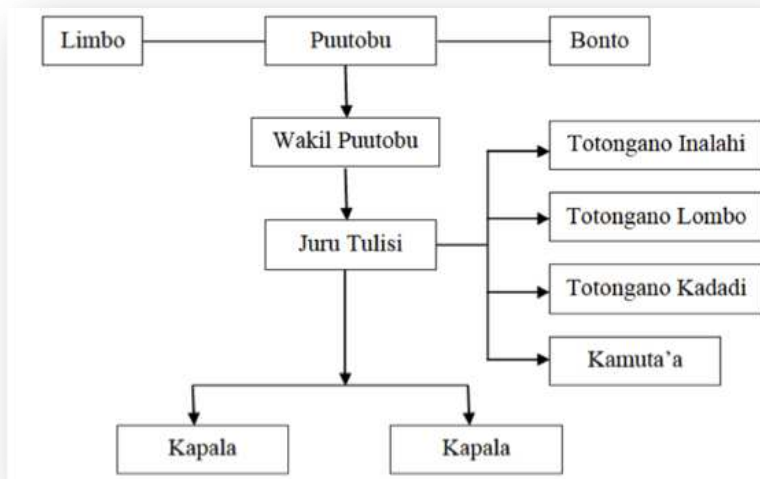 Limbo
Puutobu
Bonto
Wakil Puutobu
Totongano Inalahi
Totongano Lombo
Juru Tulisi
Totongano Kadadi
Kamuta’a
Kapala
Kapala